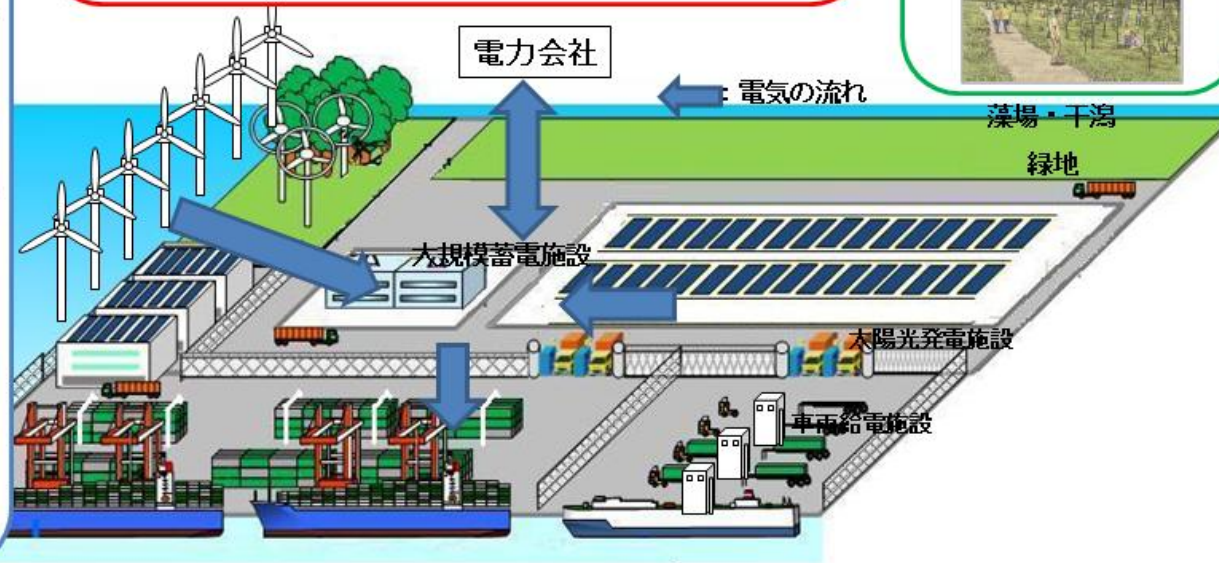 電力会社
：電気の流れ
藻場・干潟
緑地
大規模蓄電施設
太陽光発電施設
車両給電施設